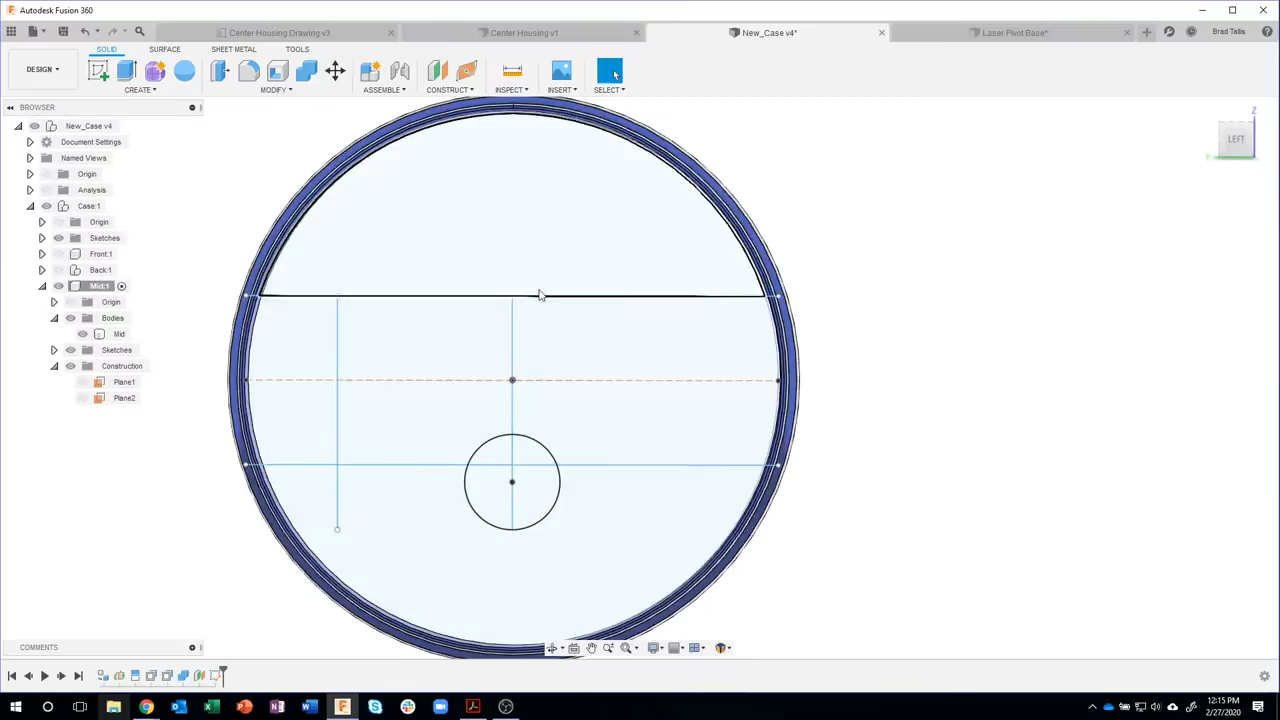 Autodesk Fusion 360
Center Housing Drawing v3
Center Housing v1
New_Case v4*
Laser Pivot Base*
Brad Tallis
SOLID
SURFACE
SHEET METAL
TOOLS
DESIGN
CREATE
MODIFY
ASSEMBLE
CONSTRUCT
INSPECT
INSERT
SELECT
BROWSER
New_Case v4
Document Settings
Named Views
Origin
Analysis
Case:1
Origin
Sketches
Front:1
Back:1
Mid:1
Origin
Bodies
Mid
Sketches
Construction
Plane1
Plane2
Z
LEFT
Y
COMMENTS
12:15 PM
2/27/2020